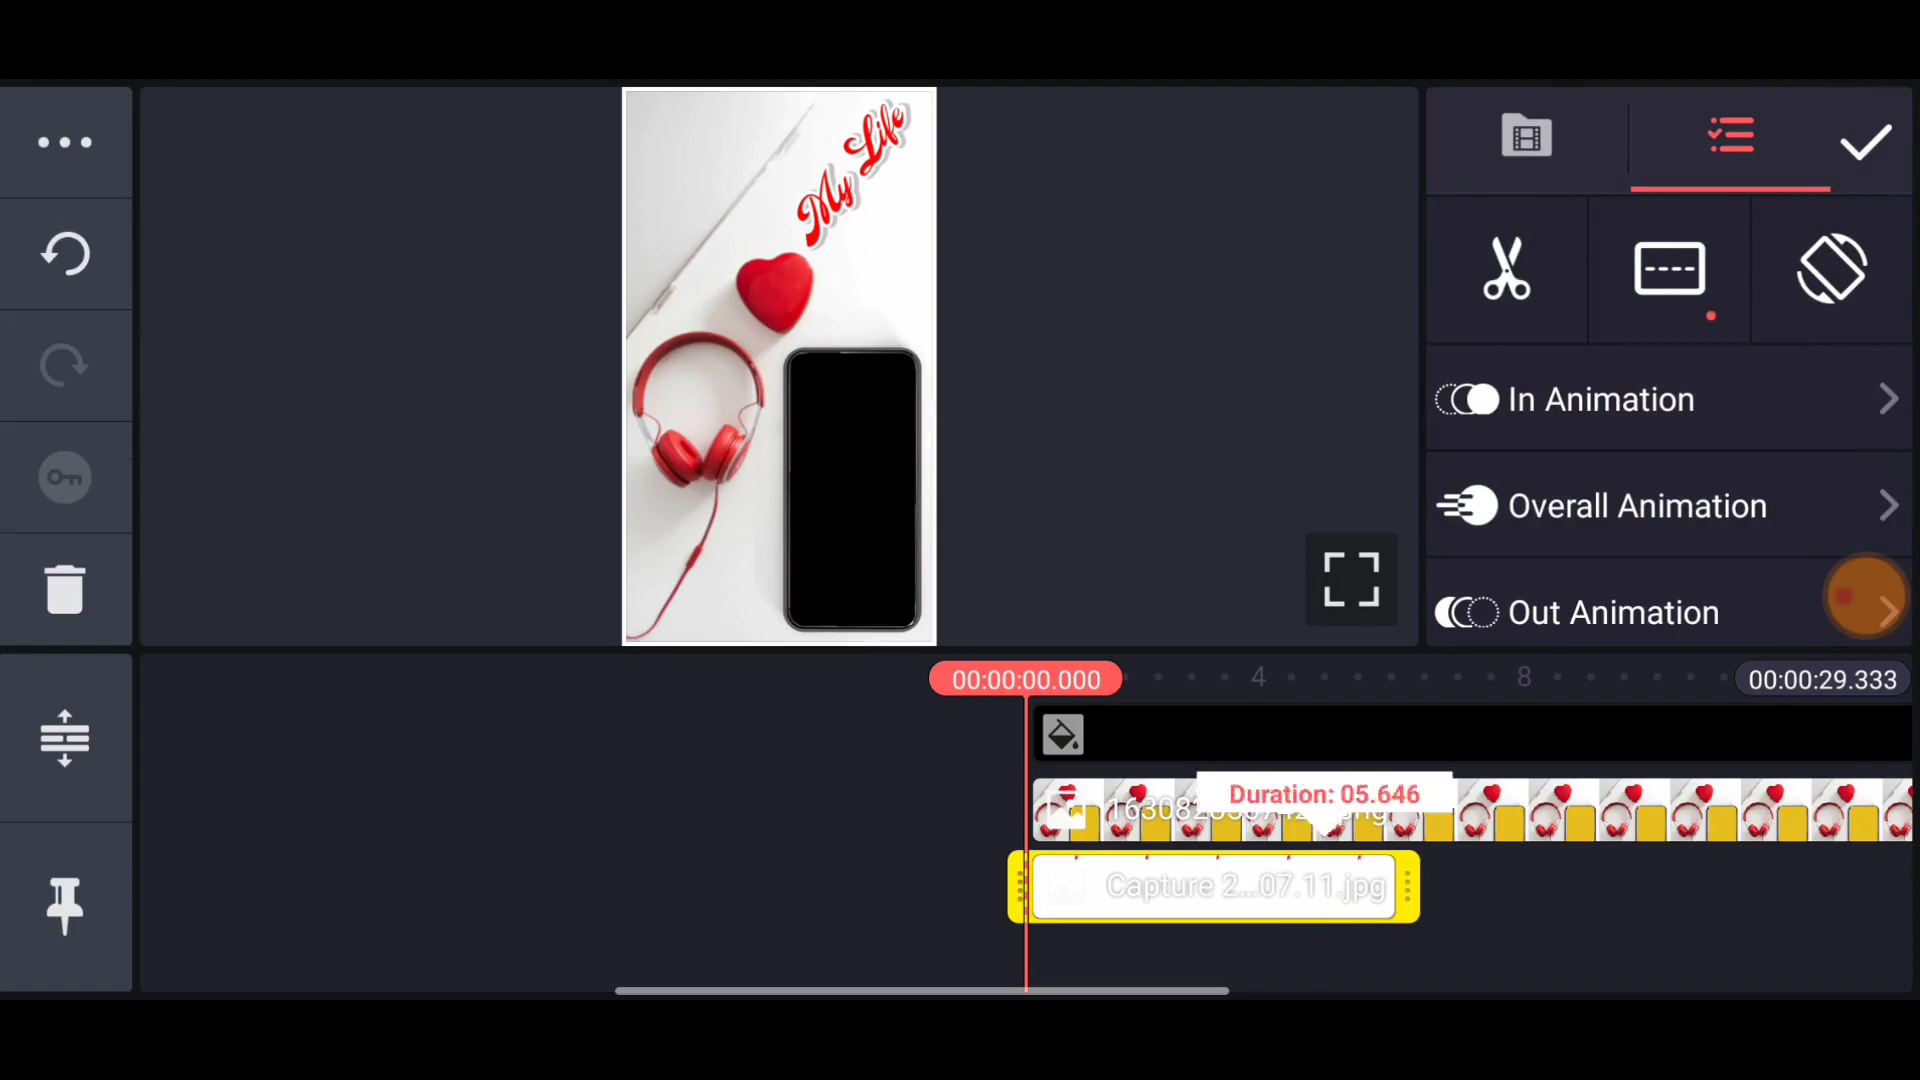 My Life
In Animation
Overall Animation
Out Animation
00:00:00.000
4
8
00:00:29.333
Duration: 05.646
Capture 2...07.11.jpg